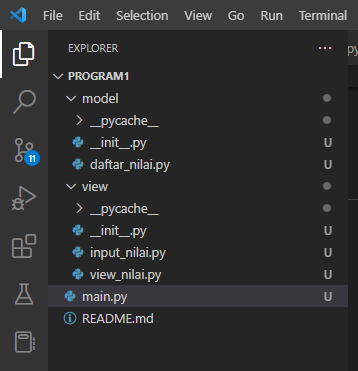 File Edit Selection View Go Run Terminal
EXPLORER ...
py
PROGRAM1
model
__pycache__
__init__.py U
daftar_nilai.py U
11
view
__pycache__
__init__.py U
input_nilai.py U
view_nilai.py U
main.py U
README.md